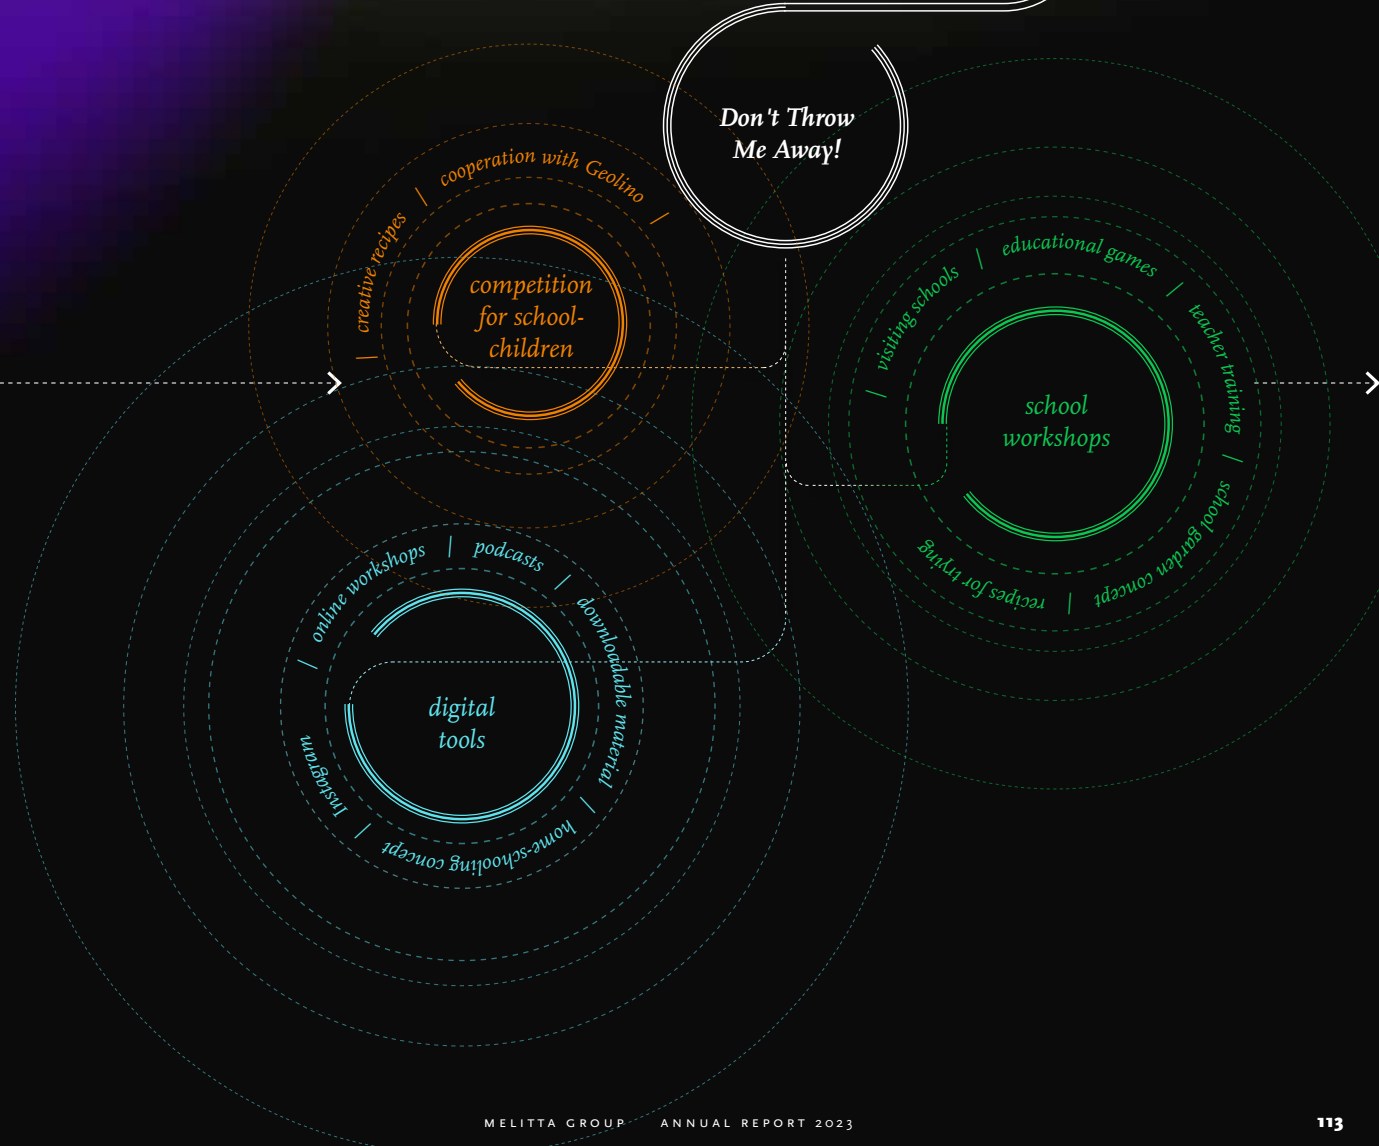 Don't Throw
Me Away!
| creative recipes | cooperation with Geolino |
competition
for school-
children
| visiting schools | educational games | teacher training | school garden concept | recipes for trying
school
workshops
| online workshops | podcasts | downloadable material | home-schooling concept | Instagram
digital
tools
MELITTA GROUP ANNUAL REPORT 2023
113